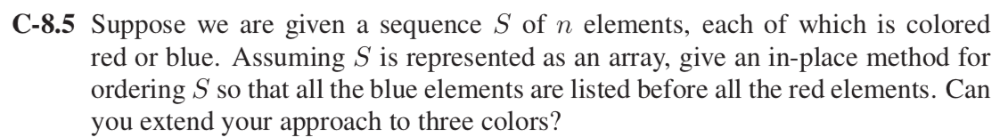 C-8.5 Suppose we are given a sequence S of n elements, each of which is colored
red or blue. Assuming S is represented as an array, give an in-place method for
ordering S so that all the blue elements are listed before all the red elements. Can
you extend your approach to three colors?